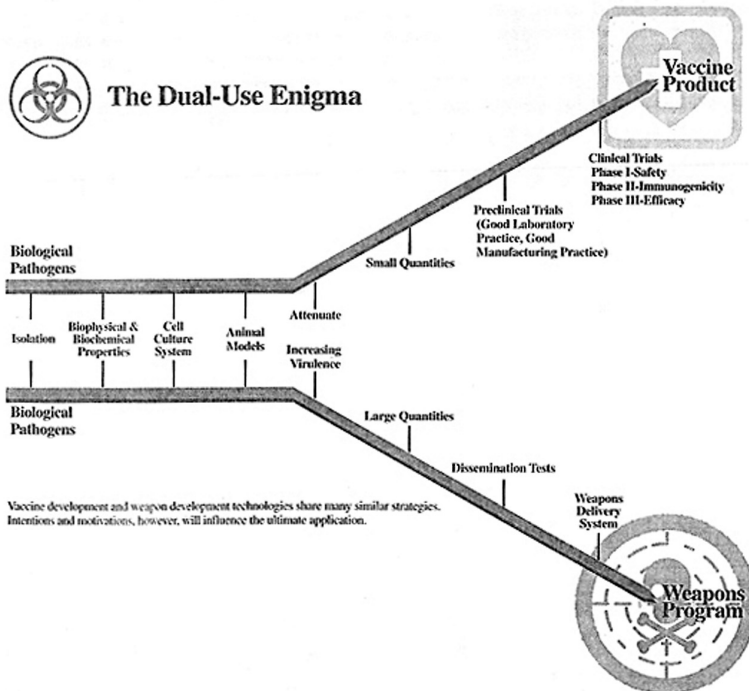 The Dual-Use Enigma
Vaccine
Product
Clinical Trials
Phase I-Safety
Phase II-Immunogenicity
Phase III-Efficacy
Preclinical Trials
(Good Laboratory
Practice, Good
Manufacturing Practice)
Small Quantities
Biological
Pathogens
Attenuate
Isolation
Biophysical &
Biochemical
Properties
Cell
Culture
System
Animal
Models
Increasing
Virulence
Biological
Pathogens
Large Quantities
Dissemination Tests
Weapons
Delivery
System
Vaccine development and weapon development technologies share many similar strategies.
Intentions and motivations, however, will influence the ultimate application.
Weapons
Program